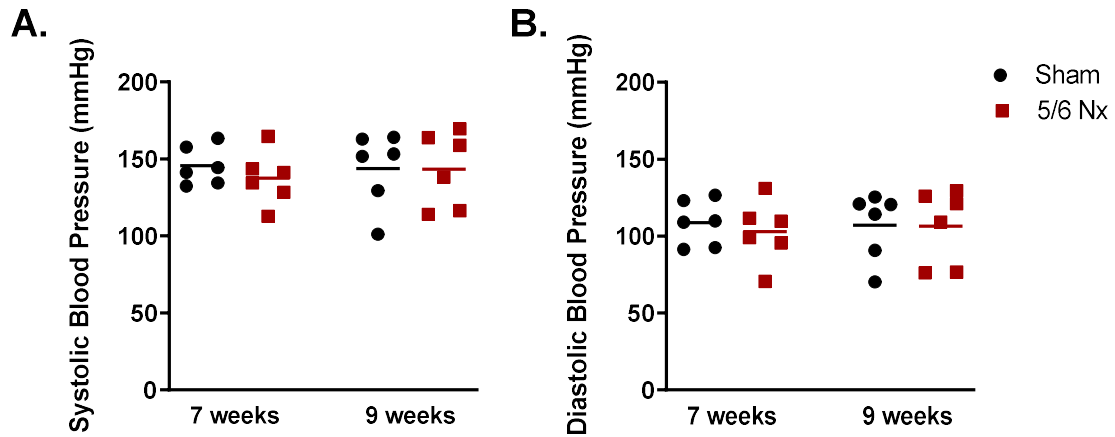 A.
Systolic Blood Pressure (mmHg)
200
150
100
50
0
7 weeks
9 weeks
B.
Diastolic Blood Pressure (mmHg)
200
150
100
50
0
7 weeks
9 weeks
Sham
5/6 Nx